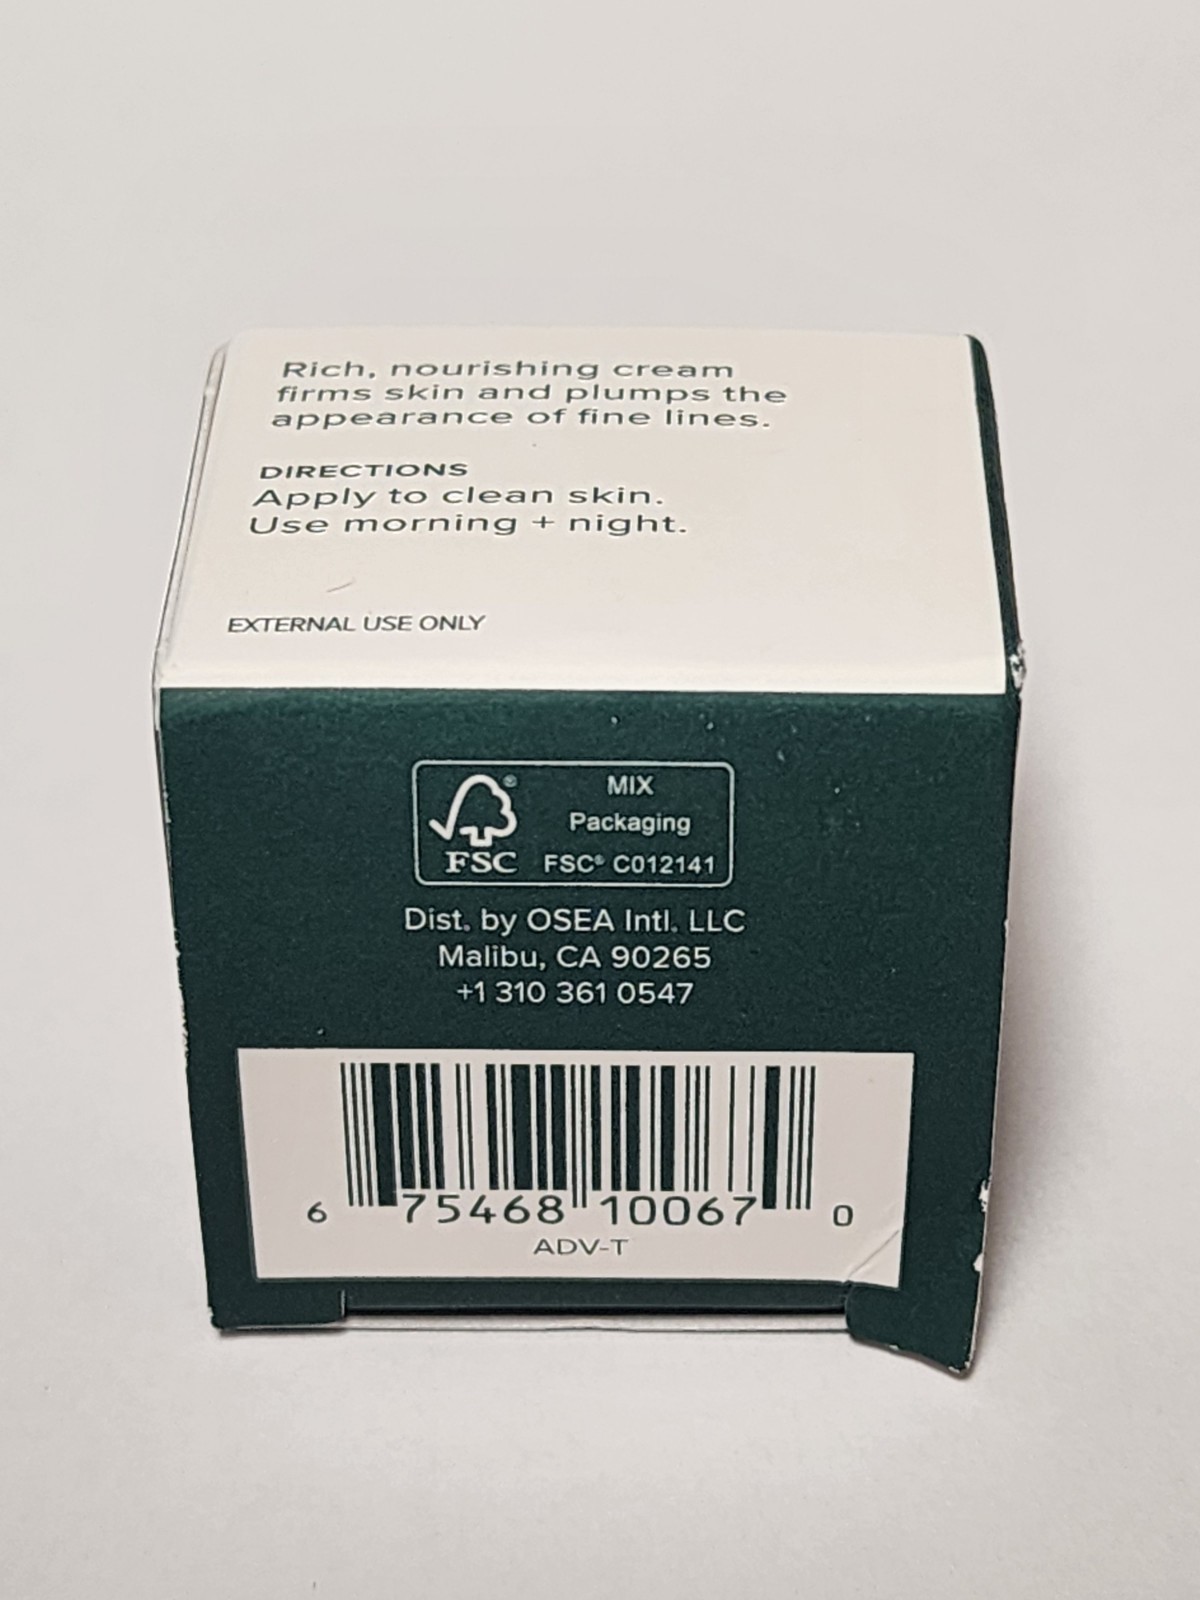 Rich, nourishing cream
firms skin and plumps the
appearance of fine lines.
DIRECTIONS
Apply to clean skin.
Use morning + night.
EXTERNAL USE ONLY
MIX
Packaging
FSC® FSC® C012141
Dist. by OSEA Intl. LLC
Malibu, CA 90265
+1 310 361 0547
6 75468 10067 0
ADV-T